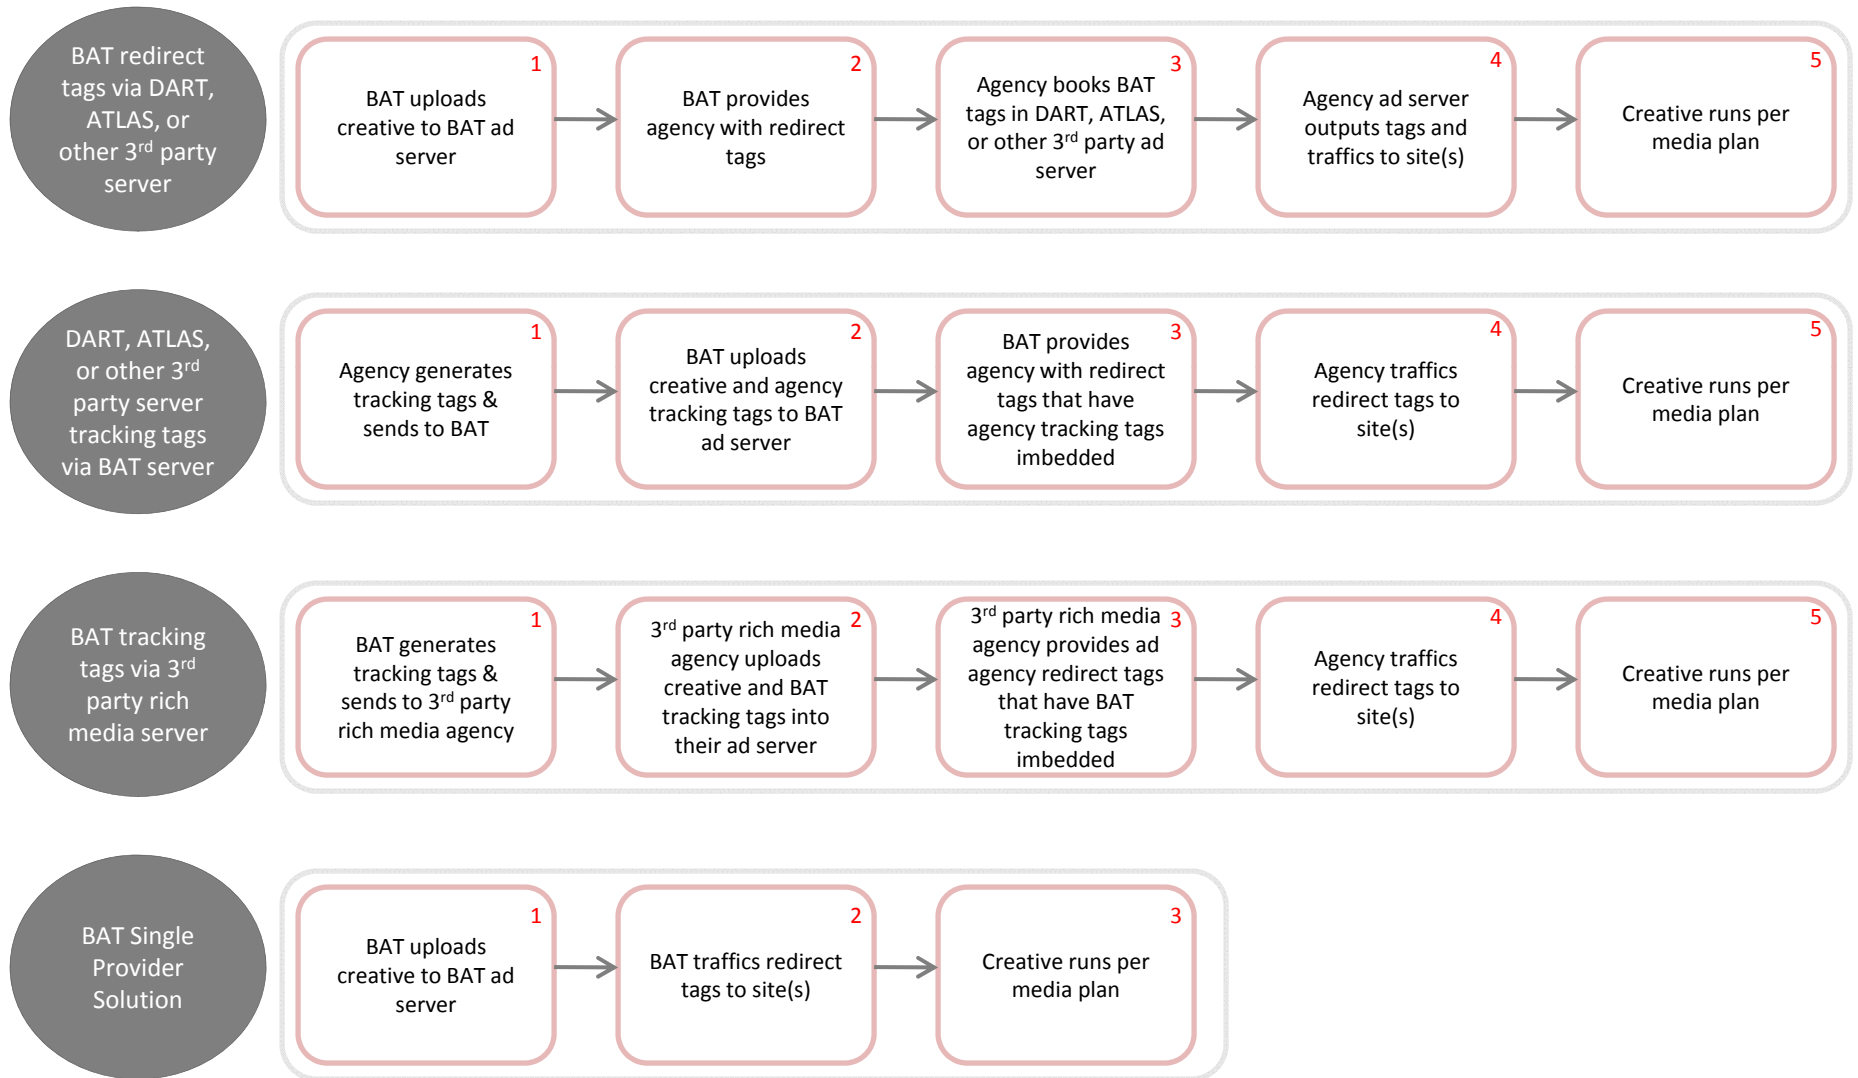 BAT redirect
tags via DART,
ATLAS, or
other 3rd party
server
1
BAT uploads
creative to BAT ad
server
2
BAT provides
agency with redirect
tags
3
Agency books BAT
tags in DART, ATLAS,
or other 3rd party ad
server
4
Agency ad server
outputs tags and
traffics to site(s)
5
Creative runs per
media plan
DART, ATLAS,
or other 3rd
party server
tracking tags
via BAT server
1
Agency generates
tracking tags &
sends to BAT
2
BAT uploads
creative and agency
tracking tags to BAT
ad server
3
BAT provides
agency with redirect
tags that have
agency tracking tags
imbedded
4
Agency traffics
redirect tags to
site(s)
5
Creative runs per
media plan
BAT tracking
tags via 3rd
party rich
media server
1
BAT generates
tracking tags &
sends to 3rd party
rich media agency
2
3rd party rich media
agency uploads
creative and BAT
tracking tags into
their ad server
3
3rd party rich media
agency provides ad
agency redirect tags
that have BAT
tracking tags
imbedded
4
Agency traffics
redirect tags to
site(s)
5
Creative runs per
media plan
BAT Single
Provider
Solution
1
BAT uploads
creative to BAT ad
server
2
BAT traffics redirect
tags to site(s)
3
Creative runs per
media plan